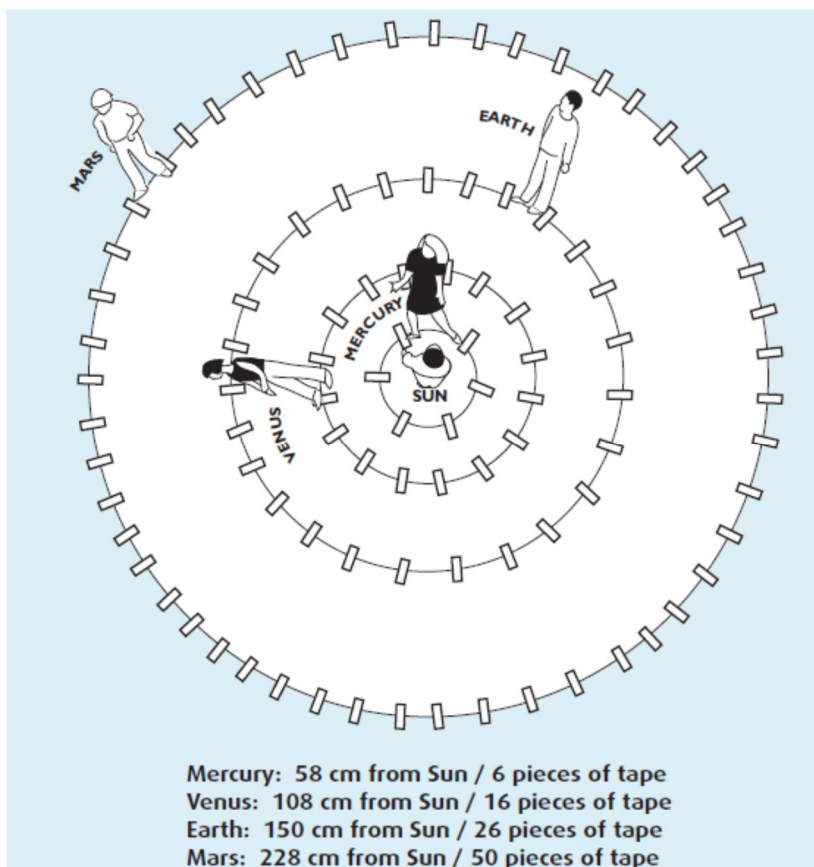 EARTH
MARS
MERCURY
SUN
VENUS
Mercury: 58 cm from Sun / 6 pieces of tape
Venus: 108 cm from Sun / 16 pieces of tape
Earth: 150 cm from Sun / 26 pieces of tape
Mars: 228 cm from Sun / 50 pieces of tape